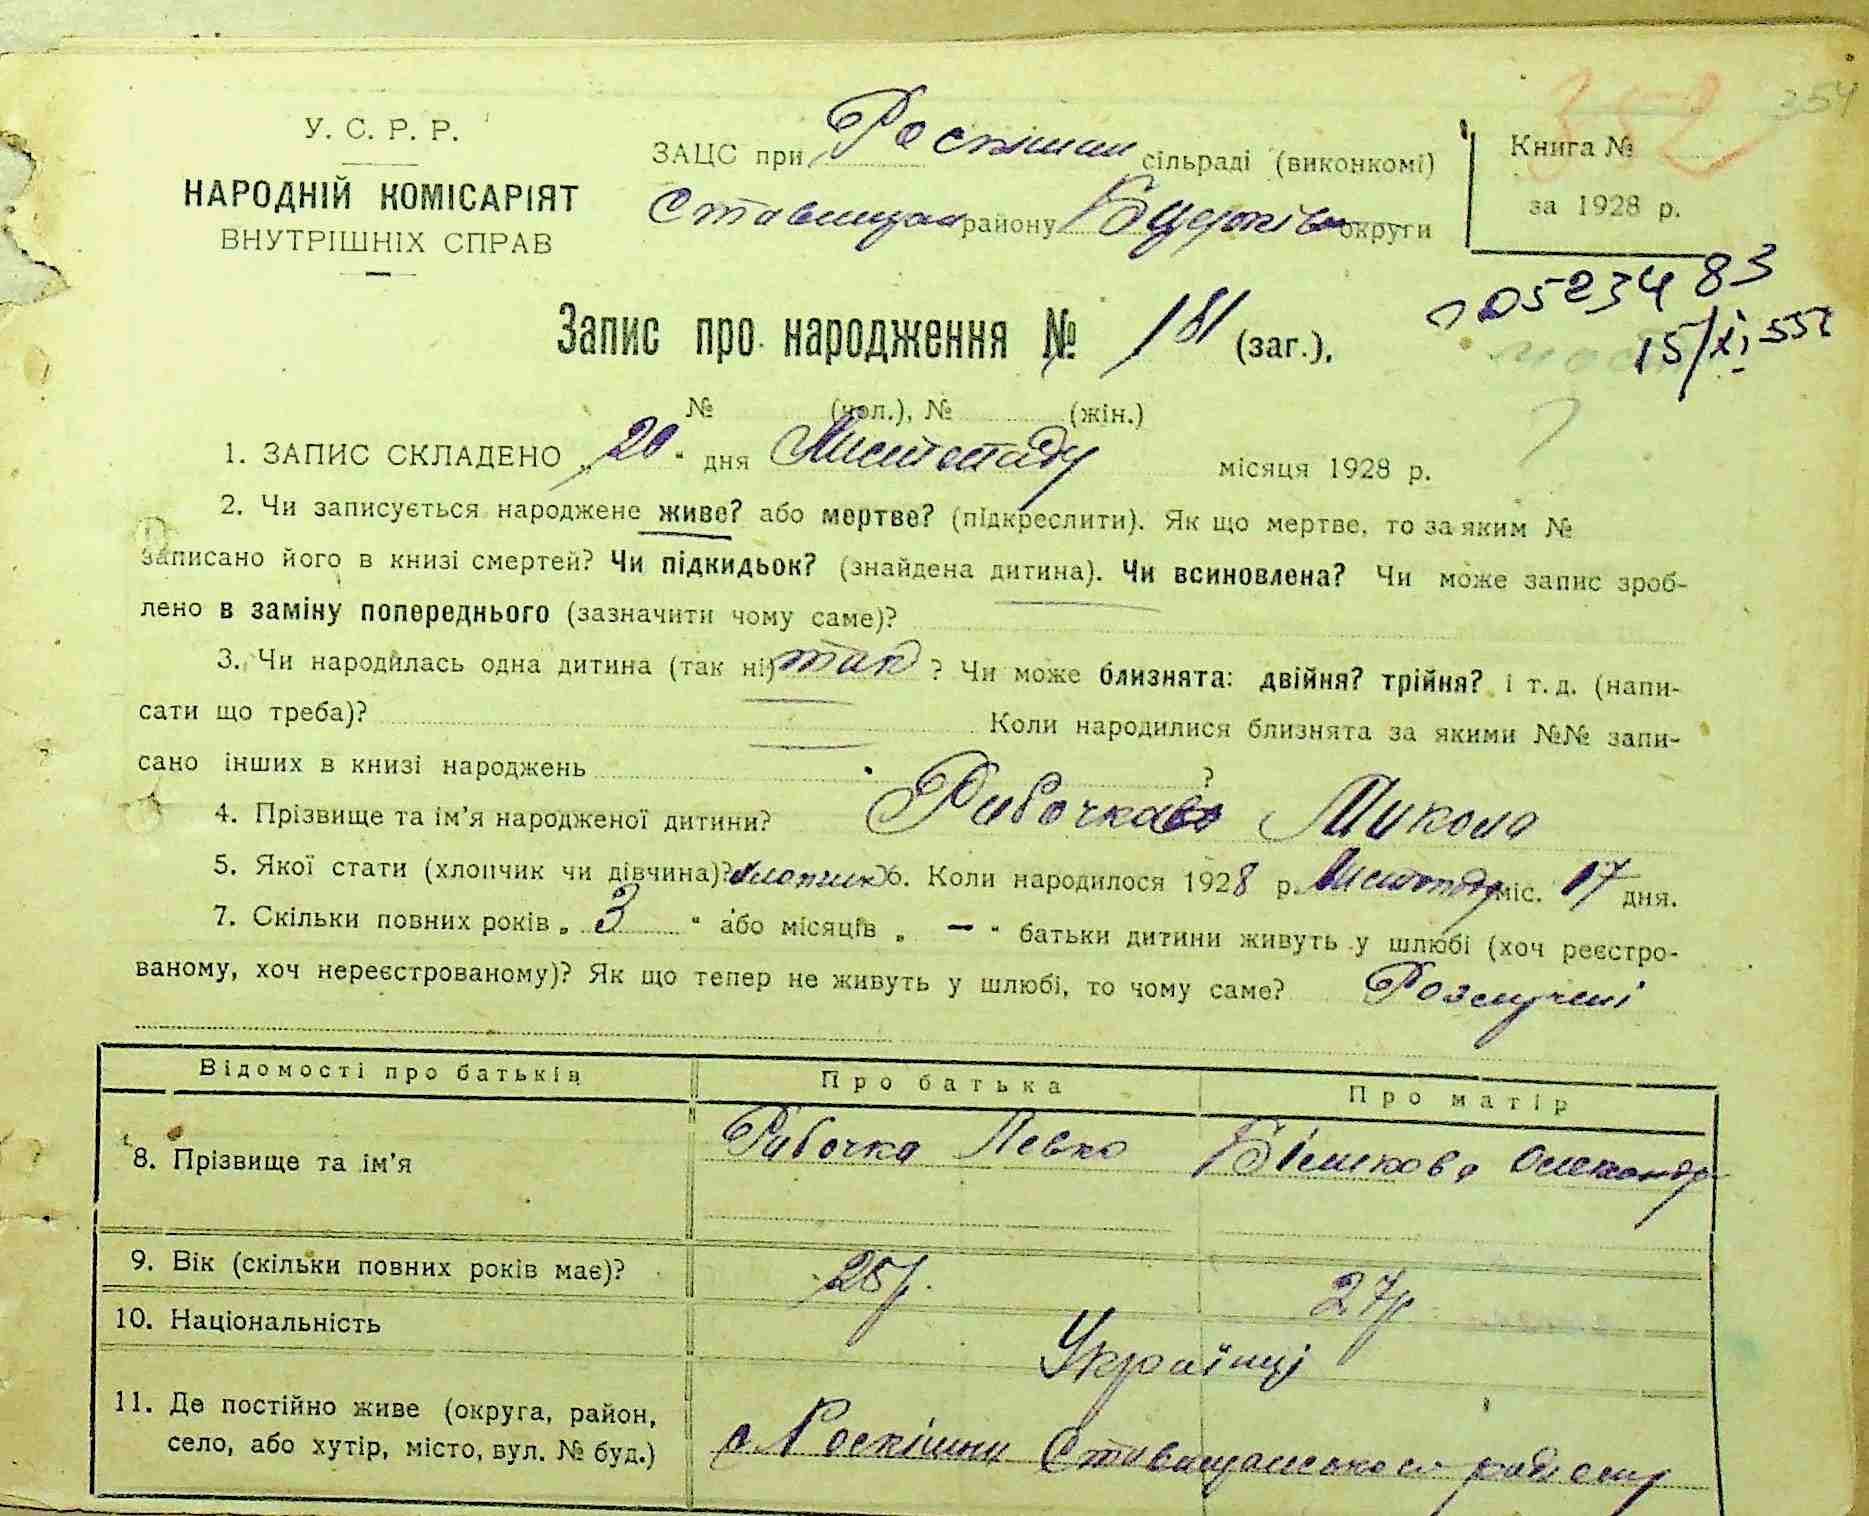 352 354
У. С. Р. Р.
НАРОДНІЙ КОМІСАРІЯТ
ВНУТРІШНІХ СПРАВ
ЗАЦС при сільраді (виконкомі)
району округи
Книга №
за 1928 р.
0523483
Запис про народження № 181 (заг.),
№ (чол.), № (жін.)
1. ЗАПИС СКЛАДЕНО „20“ дня Листопаду місяця 1928 р.
2. Чи записується народжене живе? або мертве? (підкреслити). Як що мертве, то за яким №
записано його в книзі смертей? Чи підкидьок? (знайдена дитина). Чи всиновлена? Чи може запис зроб-
лено в заміну попереднього (зазначити чому саме)?
3. Чи народилась одна дитина (так ні) так ? Чи може близнята: двійня? трійня? і т. д. (напи-
сати що треба)? Коли народилися близнята за якими №№ запи-
сано інших в книзі народжень ?
4. Прізвище та ім’я народженої дитини? Микола
5. Якої стати (хлопчик чи дівчина)? хлопчик 6. Коли народилося 1928 р. Листопаду міс. 17 дня.
7. Скільки повних років „ 3 “ або місяців „ — “ батьки дитини живуть у шлюбі (хоч реєстро-
ваному, хоч нереєстрованому)? Як що тепер не живуть у шлюбі, то чому саме? Розлучені
Відомості про батьків Про батька Про матір
8. Прізвище та ім’я Рибочка Левко
9. Вік (скільки повних років має)? 27р
10. Національність Українці
11. Де постійно живе (округа, район,
село, або хутір, місто, вул. № буд.) с Розкішна Ставищанського